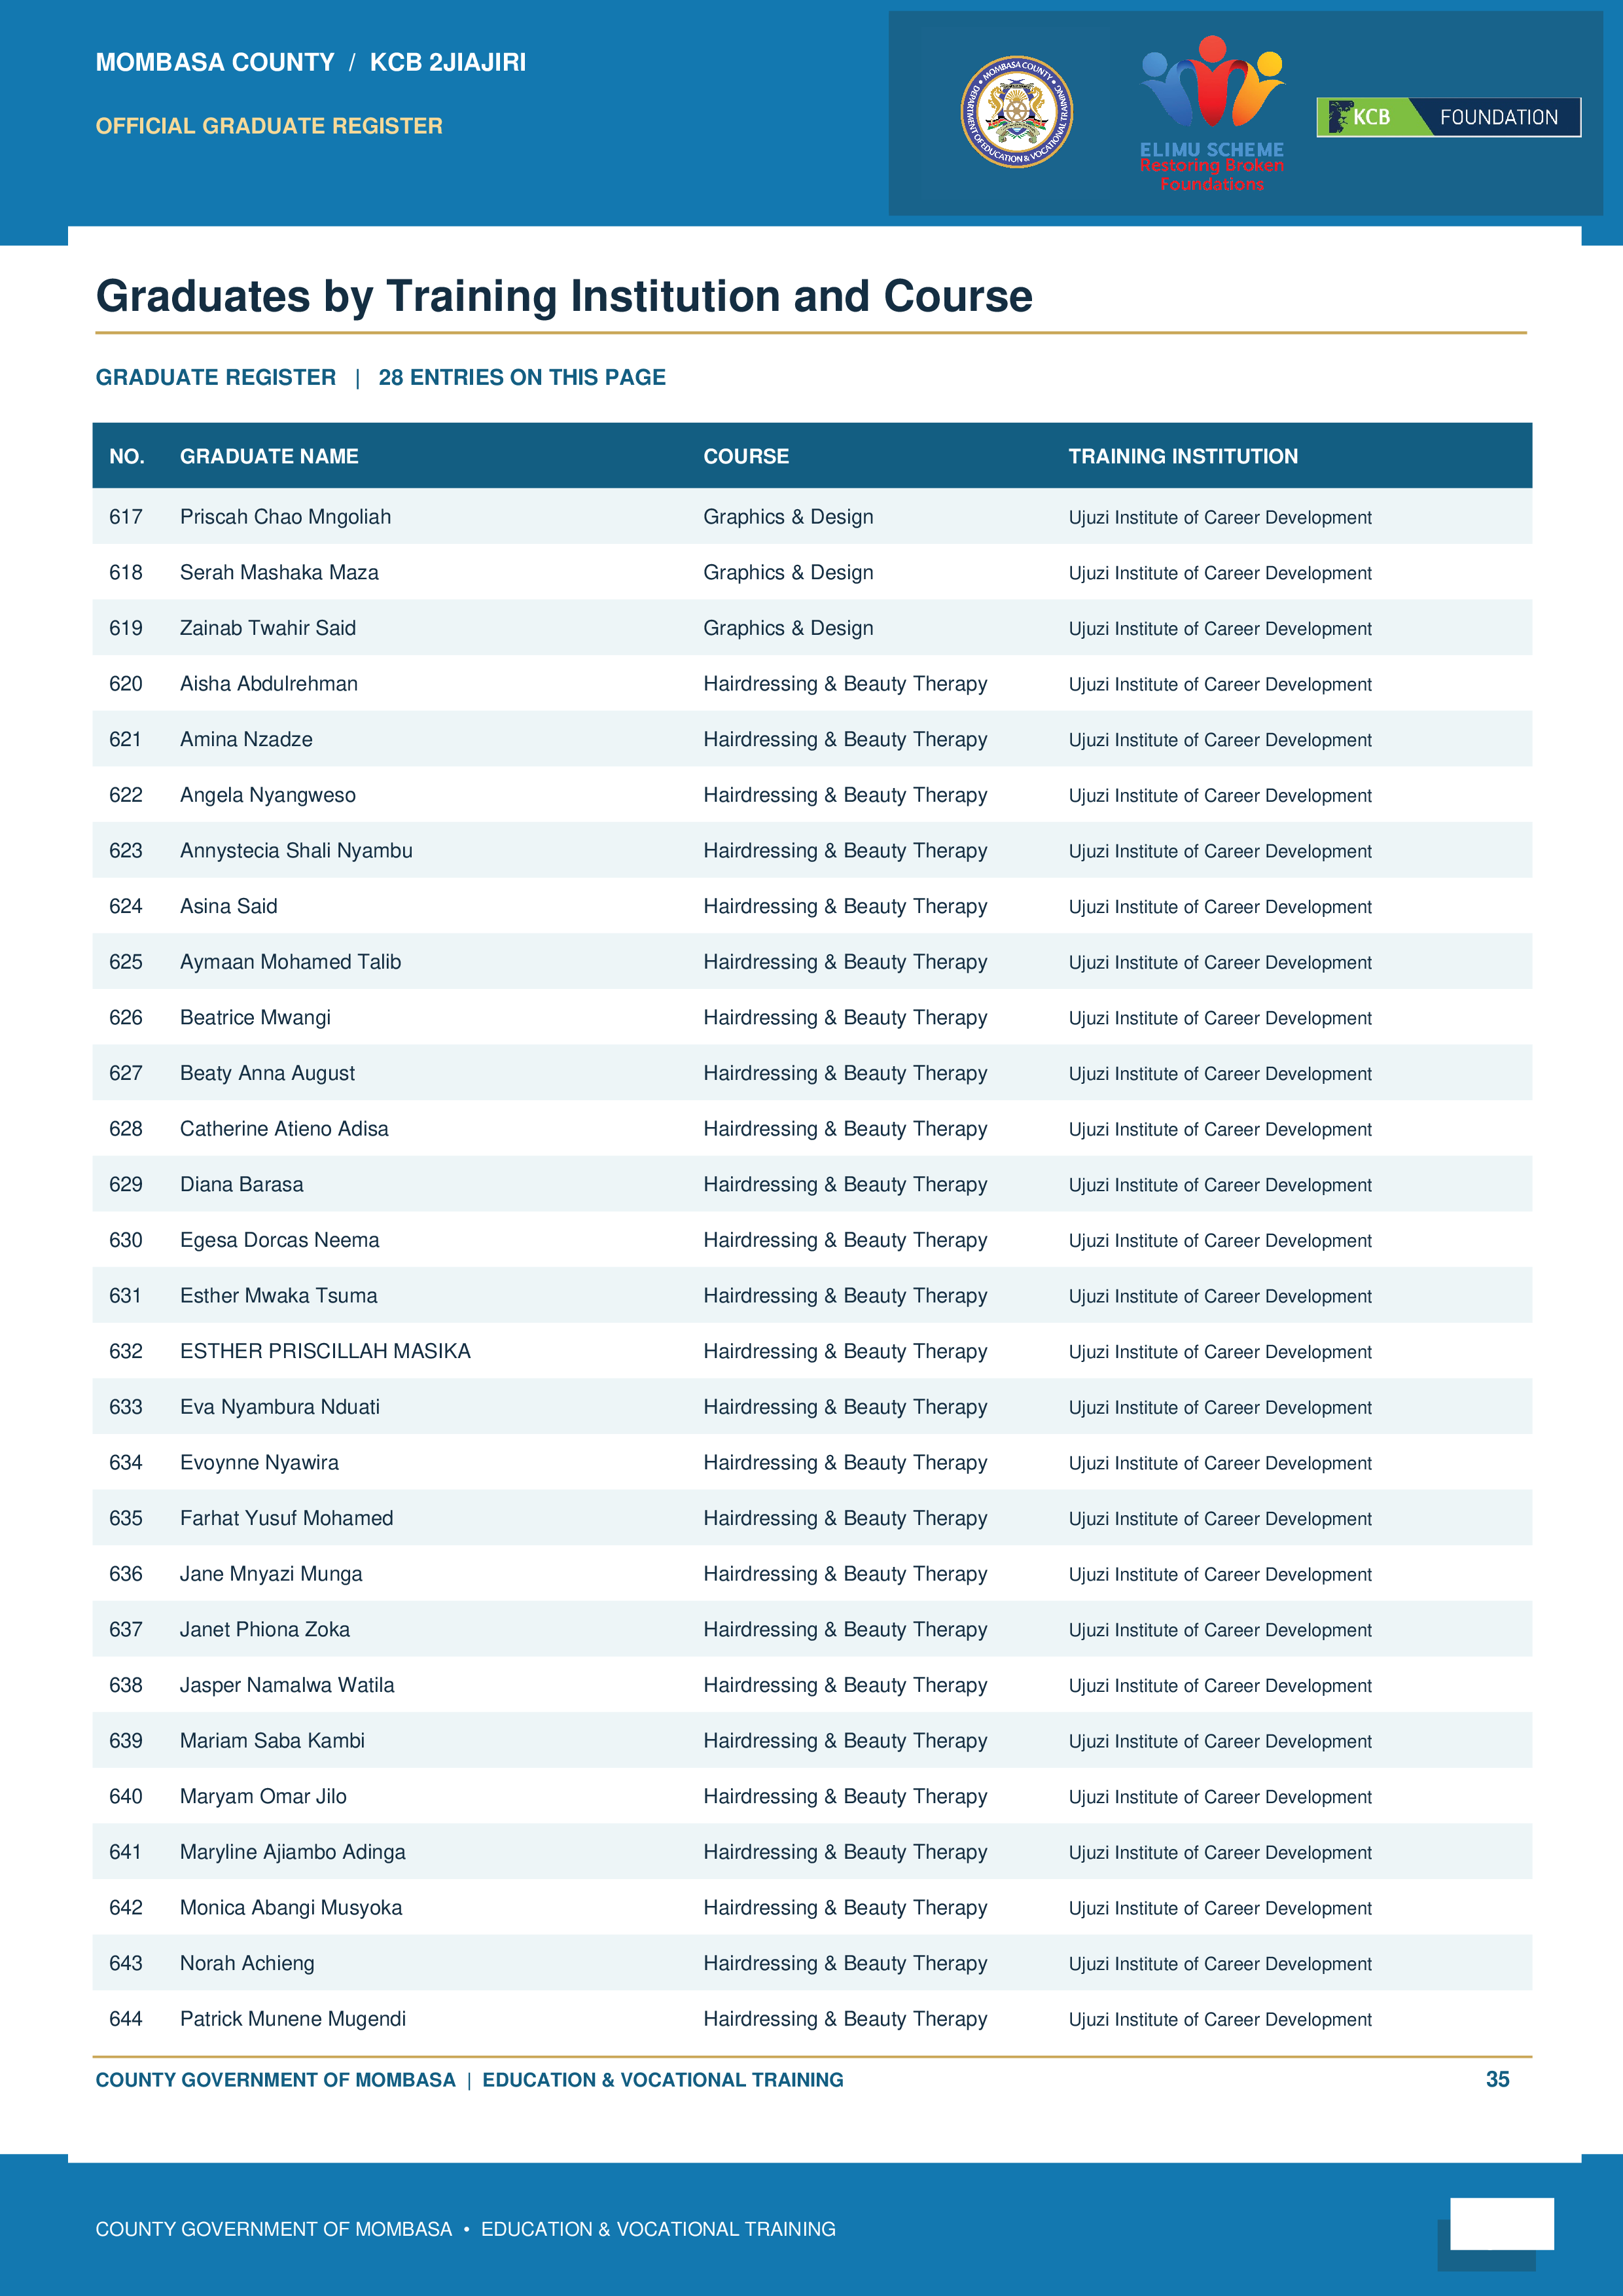 MOMBASA COUNTY / KCB 2JIAJIRI
OFFICIAL GRADUATE REGISTER
MOMBASA COUNTY
DEPARTMENT OF EDUCATION & VOCATIONAL TRAINING
ELIMU SCHEME
Restoring Broken
Foundations
KCB FOUNDATION
Graduates by Training Institution and Course
GRADUATE REGISTER | 28 ENTRIES ON THIS PAGE
NO. GRADUATE NAME COURSE TRAINING INSTITUTION
617 Priscah Chao Mngoliah Graphics & Design Ujuzi Institute of Career Development
618 Serah Mashaka Maza Graphics & Design Ujuzi Institute of Career Development
619 Zainab Twahir Said Graphics & Design Ujuzi Institute of Career Development
620 Aisha Abdulrehman Hairdressing & Beauty Therapy Ujuzi Institute of Career Development
621 Amina Nzadze Hairdressing & Beauty Therapy Ujuzi Institute of Career Development
622 Angela Nyangweso Hairdressing & Beauty Therapy Ujuzi Institute of Career Development
623 Annystecia Shali Nyambu Hairdressing & Beauty Therapy Ujuzi Institute of Career Development
624 Asina Said Hairdressing & Beauty Therapy Ujuzi Institute of Career Development
625 Aymaan Mohamed Talib Hairdressing & Beauty Therapy Ujuzi Institute of Career Development
626 Beatrice Mwangi Hairdressing & Beauty Therapy Ujuzi Institute of Career Development
627 Beaty Anna August Hairdressing & Beauty Therapy Ujuzi Institute of Career Development
628 Catherine Atieno Adisa Hairdressing & Beauty Therapy Ujuzi Institute of Career Development
629 Diana Barasa Hairdressing & Beauty Therapy Ujuzi Institute of Career Development
630 Egesa Dorcas Neema Hairdressing & Beauty Therapy Ujuzi Institute of Career Development
631 Esther Mwaka Tsuma Hairdressing & Beauty Therapy Ujuzi Institute of Career Development
632 ESTHER PRISCILLAH MASIKA Hairdressing & Beauty Therapy Ujuzi Institute of Career Development
633 Eva Nyambura Nduati Hairdressing & Beauty Therapy Ujuzi Institute of Career Development
634 Evoynne Nyawira Hairdressing & Beauty Therapy Ujuzi Institute of Career Development
635 Farhat Yusuf Mohamed Hairdressing & Beauty Therapy Ujuzi Institute of Career Development
636 Jane Mnyazi Munga Hairdressing & Beauty Therapy Ujuzi Institute of Career Development
637 Janet Phiona Zoka Hairdressing & Beauty Therapy Ujuzi Institute of Career Development
638 Jasper Namalwa Watila Hairdressing & Beauty Therapy Ujuzi Institute of Career Development
639 Mariam Saba Kambi Hairdressing & Beauty Therapy Ujuzi Institute of Career Development
640 Maryam Omar Jilo Hairdressing & Beauty Therapy Ujuzi Institute of Career Development
641 Maryline Ajiambo Adinga Hairdressing & Beauty Therapy Ujuzi Institute of Career Development
642 Monica Abangi Musyoka Hairdressing & Beauty Therapy Ujuzi Institute of Career Development
643 Norah Achieng Hairdressing & Beauty Therapy Ujuzi Institute of Career Development
644 Patrick Munene Mugendi Hairdressing & Beauty Therapy Ujuzi Institute of Career Development
COUNTY GOVERNMENT OF MOMBASA | EDUCATION & VOCATIONAL TRAINING 35
COUNTY GOVERNMENT OF MOMBASA • EDUCATION & VOCATIONAL TRAINING